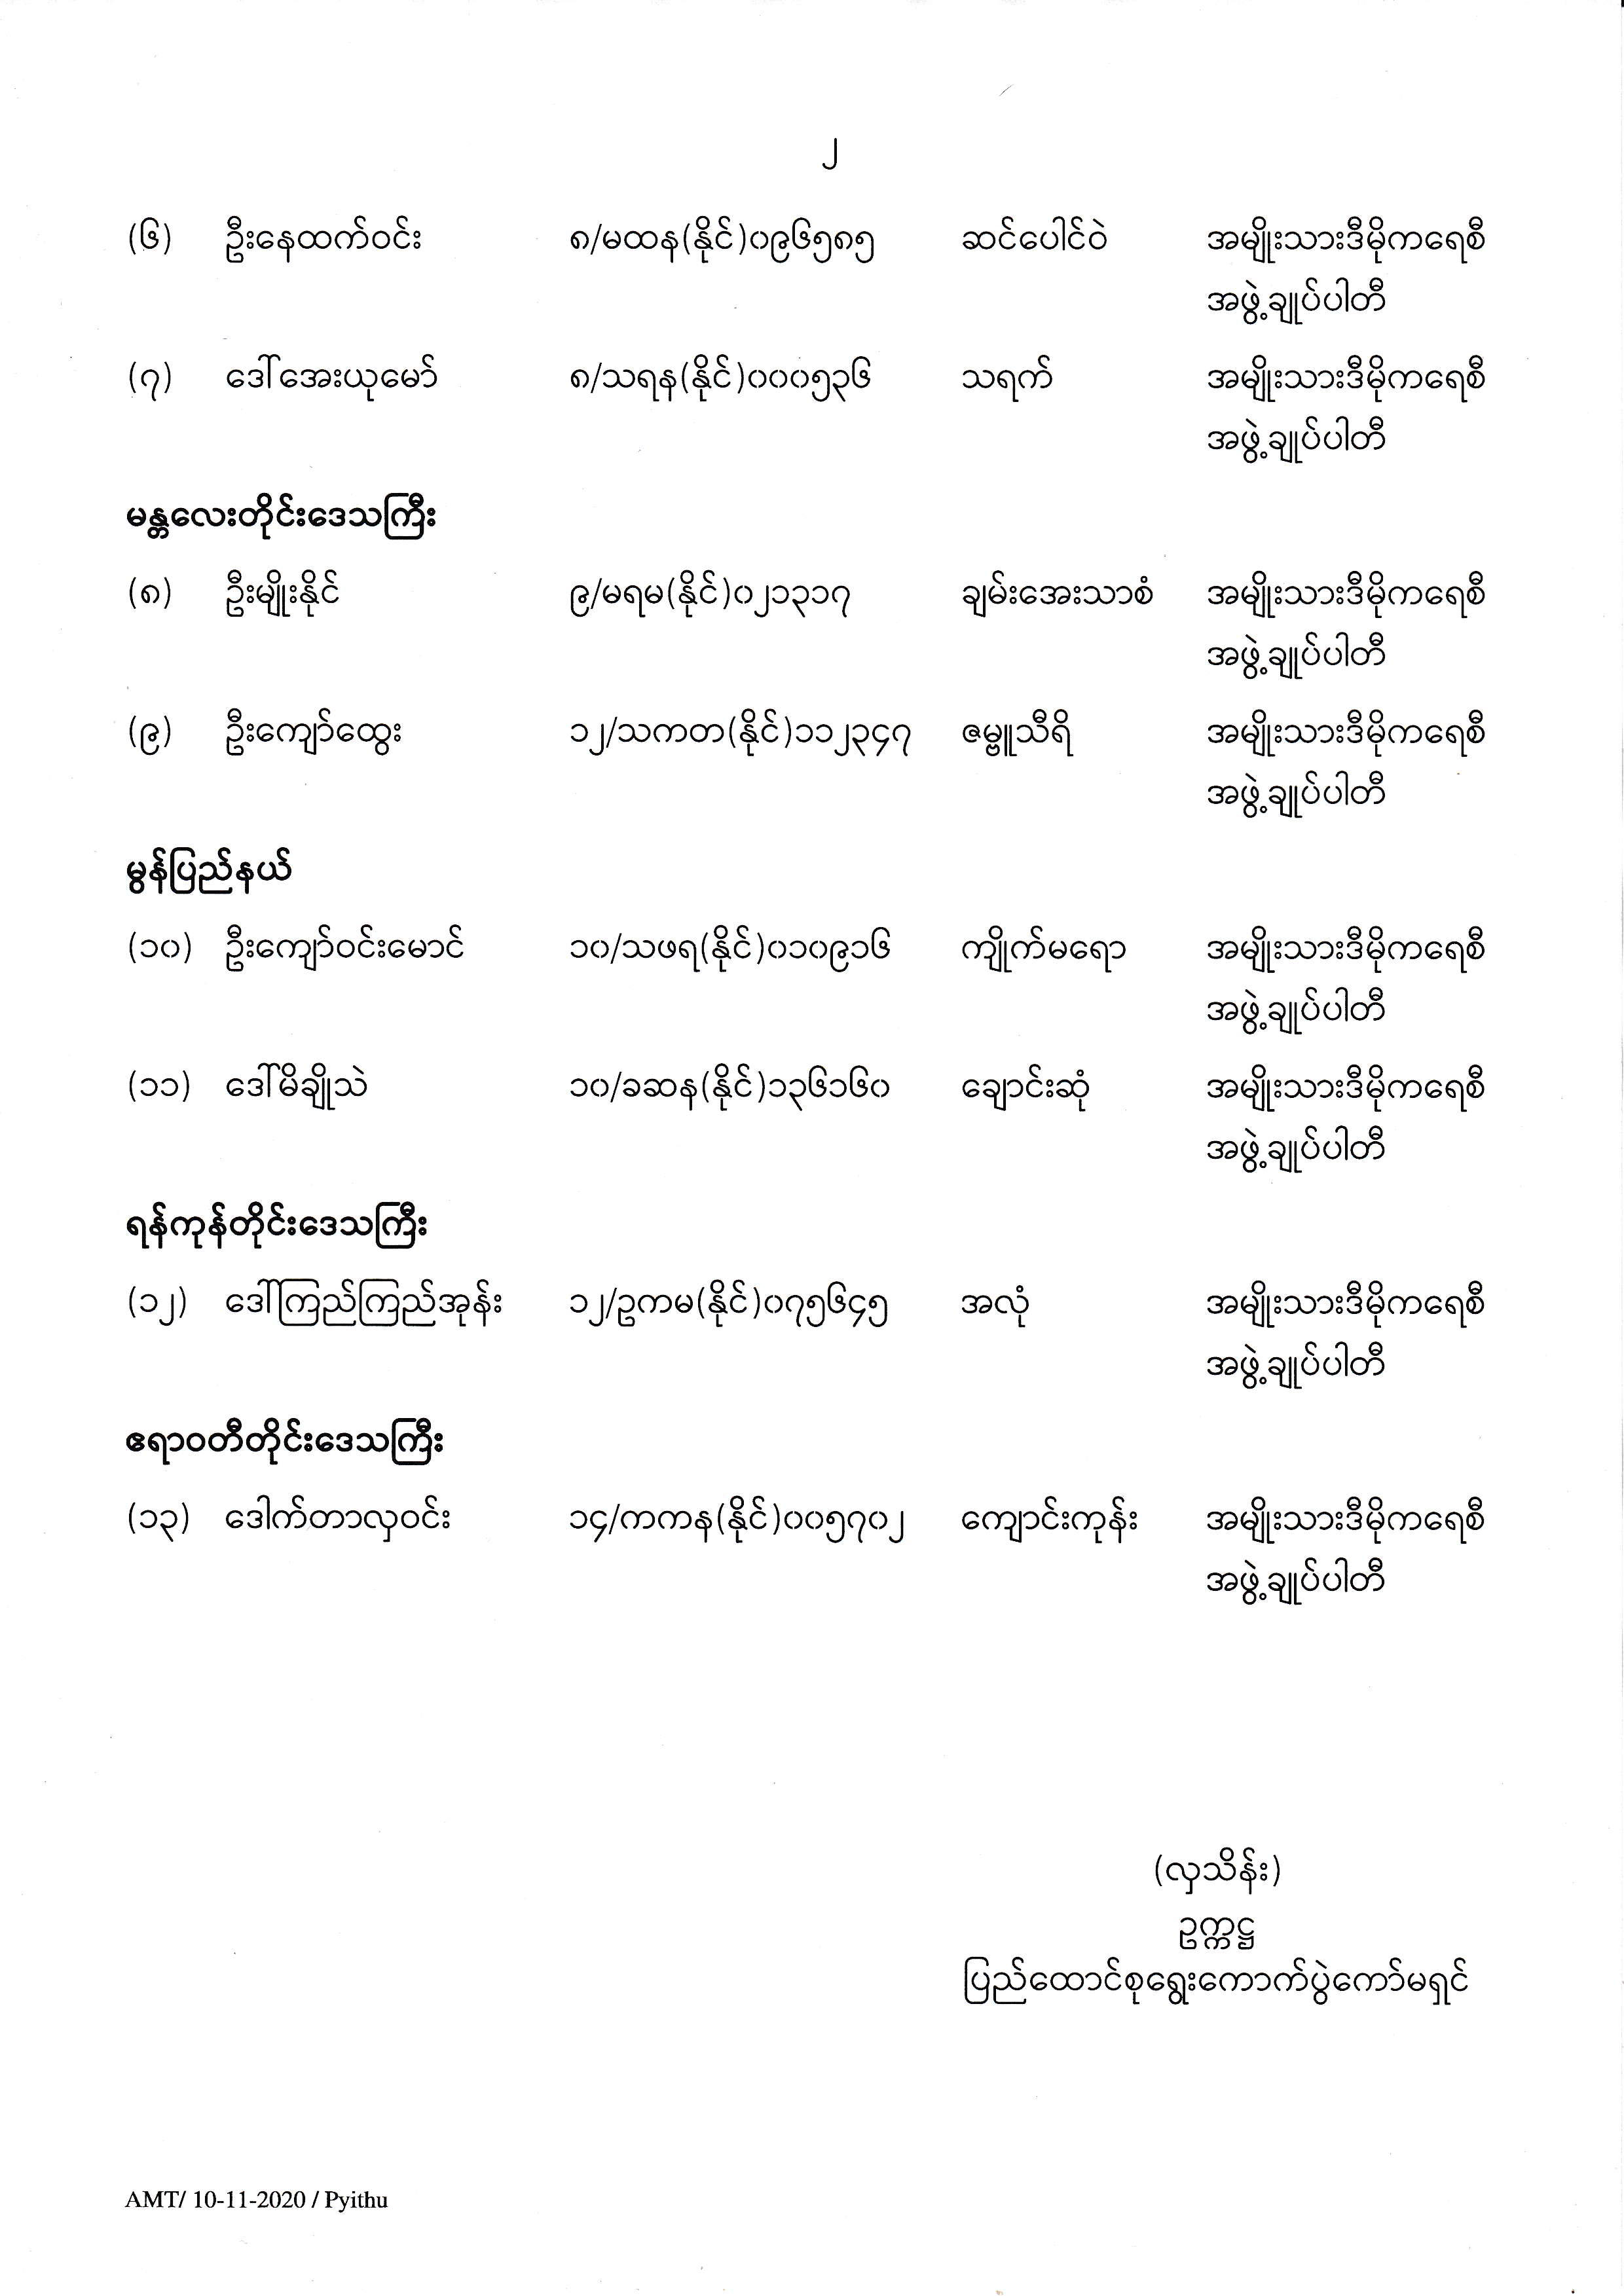 ၂
(၆) ဦးနေထက်ဝင်း ၈/မထန(နိုင်)၀၉၆၅၈၅ ဆင်ပေါင်ဝဲ အမျိုးသားဒီမိုကရေစီ
အဖွဲ့ချုပ်ပါတီ
(၇) ဒေါ်အေးယုမော် ၈/သရန(နိုင်)၀၀၀၅၃၆ သရက် အမျိုးသားဒီမိုကရေစီ
အဖွဲ့ချုပ်ပါတီ
မန္တလေးတိုင်းဒေသကြီး
(၈) ဦးမျိုးနိုင် ၉/မရမ(နိုင်)၀၂၁၃၁၇ ချမ်းအေးသာစံ အမျိုးသားဒီမိုကရေစီ
အဖွဲ့ချုပ်ပါတီ
(၉) ဦးကျော်ထွေး ၁၂/သကတ(နိုင်)၁၁၂၃၄၇ ဇမ္ဗူသီရိ အမျိုးသားဒီမိုကရေစီ
အဖွဲ့ချုပ်ပါတီ
မွန်ပြည်နယ်
(၁၀) ဦးကျော်ဝင်းမောင် ၁၀/သဖရ(နိုင်)၀၁၀၉၁၆ ကျိုက်မရော အမျိုးသားဒီမိုကရေစီ
အဖွဲ့ချုပ်ပါတီ
(၁၁) ဒေါ်မိချိုသဲ ၁၀/ခဆန(နိုင်)၁၃၆၁၆၀ ချောင်းဆုံ အမျိုးသားဒီမိုကရေစီ
အဖွဲ့ချုပ်ပါတီ
ရန်ကုန်တိုင်းဒေသကြီး
(၁၂) ဒေါ်ကြည်ကြည်အုန်း ၁၂/ဥကမ(နိုင်)၀၇၅၆၄၅ အလုံ အမျိုးသားဒီမိုကရေစီ
အဖွဲ့ချုပ်ပါတီ
ဧရာဝတီတိုင်းဒေသကြီး
(၁၃) ဒေါက်တာလှဝင်း ၁၄/ကကန(နိုင်)၀၀၅၇၀၂ ကျောင်းကုန်း အမျိုးသားဒီမိုကရေစီ
အဖွဲ့ချုပ်ပါတီ
(လှသိန်း)
ဥက္ကဋ္ဌ
ပြည်ထောင်စုရွေးကောက်ပွဲကော်မရှင်
AMT/ 10-11-2020 / Pyithu